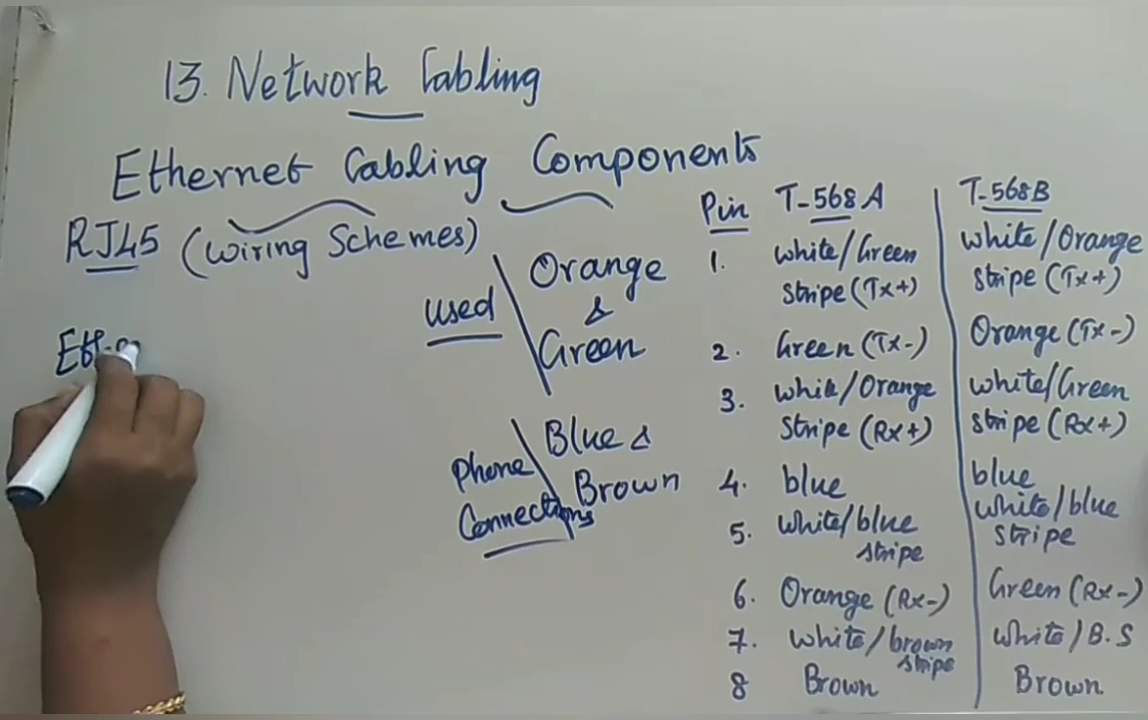 13. Network Cabling
Ethernet Cabling Components
RJ45 (Wiring Schemes)
used
Orange
&
Green
Phone
Connections
Blue &
Brown
Pin T-568A T-568B
1. white/Green white/Orange
stripe (Tx+) stripe (Tx+)
2. Green (Tx-) Orange (Tx-)
3. white/Orange white/Green
stripe (Rx+) stripe (Rx+)
4. blue blue
5. white/blue white/blue
stripe stripe
6. Orange (Rx-) Green (Rx-)
7. white/brown white/B.S
stripe
8 Brown Brown